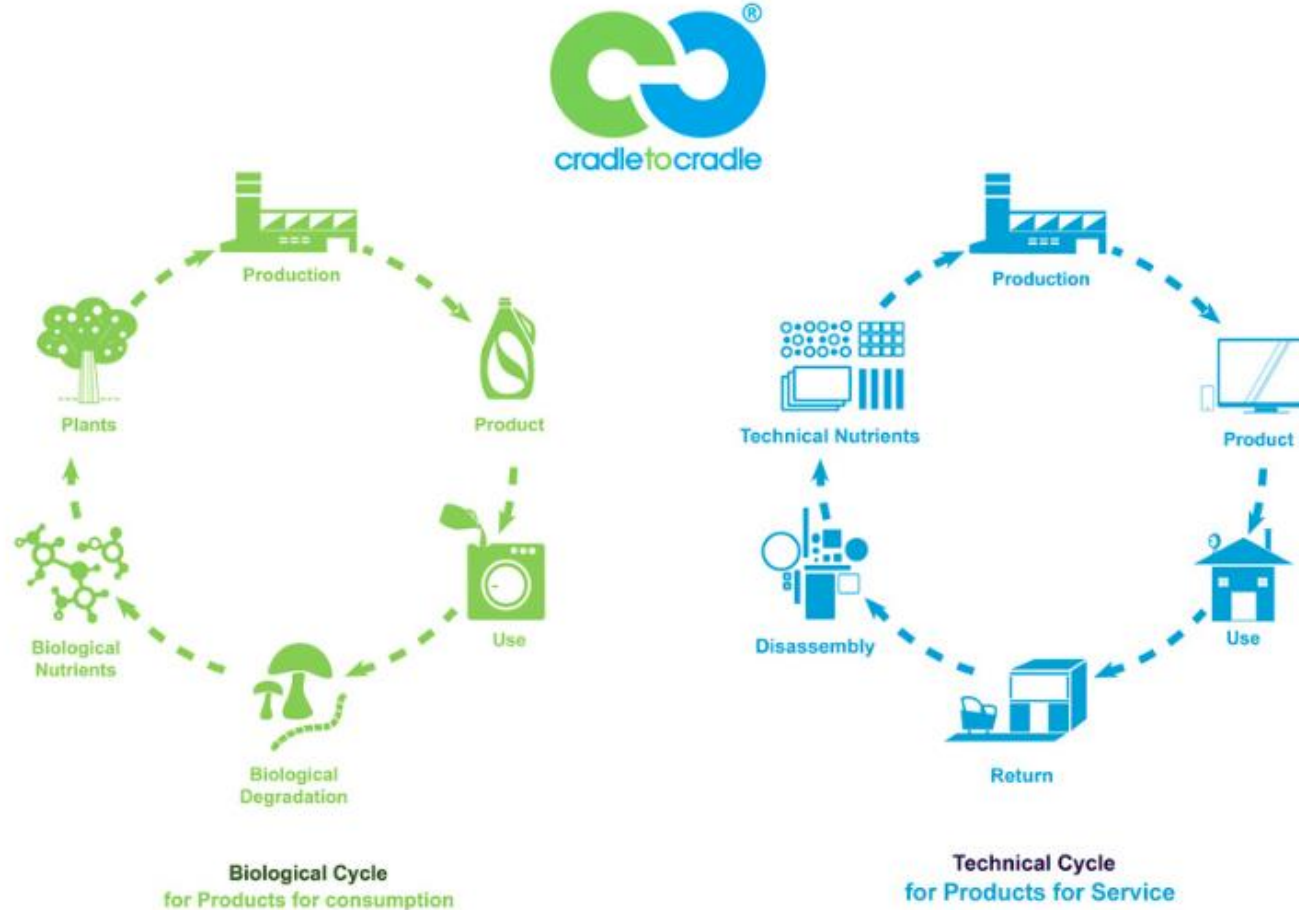 ®
cradletocradle
Production
Product
Use
Biological
Degradation
Biological
Nutrients
Plants
Biological Cycle
for Products for consumption
Production
Product
Use
Return
Disassembly
Technical Nutrients
Technical Cycle
for Products for Service